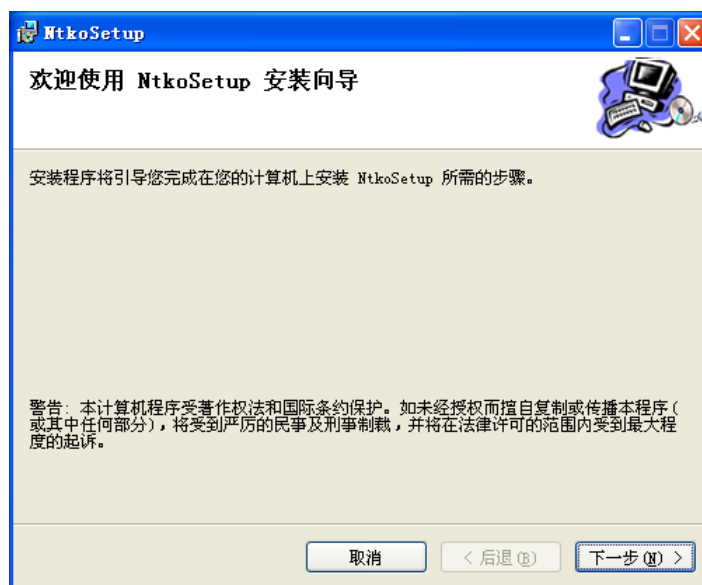 NtkoSetup
欢迎使用 NtkoSetup 安装向导
安装程序将引导您完成在您的计算机上安装 NtkoSetup 所需的步骤。
警告: 本计算机程序受著作权法和国际条约保护。如未经授权而擅自复制或传播本程序(
或其中任何部分)，将受到严厉的民事及刑事制裁，并将在法律许可的范围内受到最大程
度的起诉。
取消
< 后退(B)
下一步(N) >